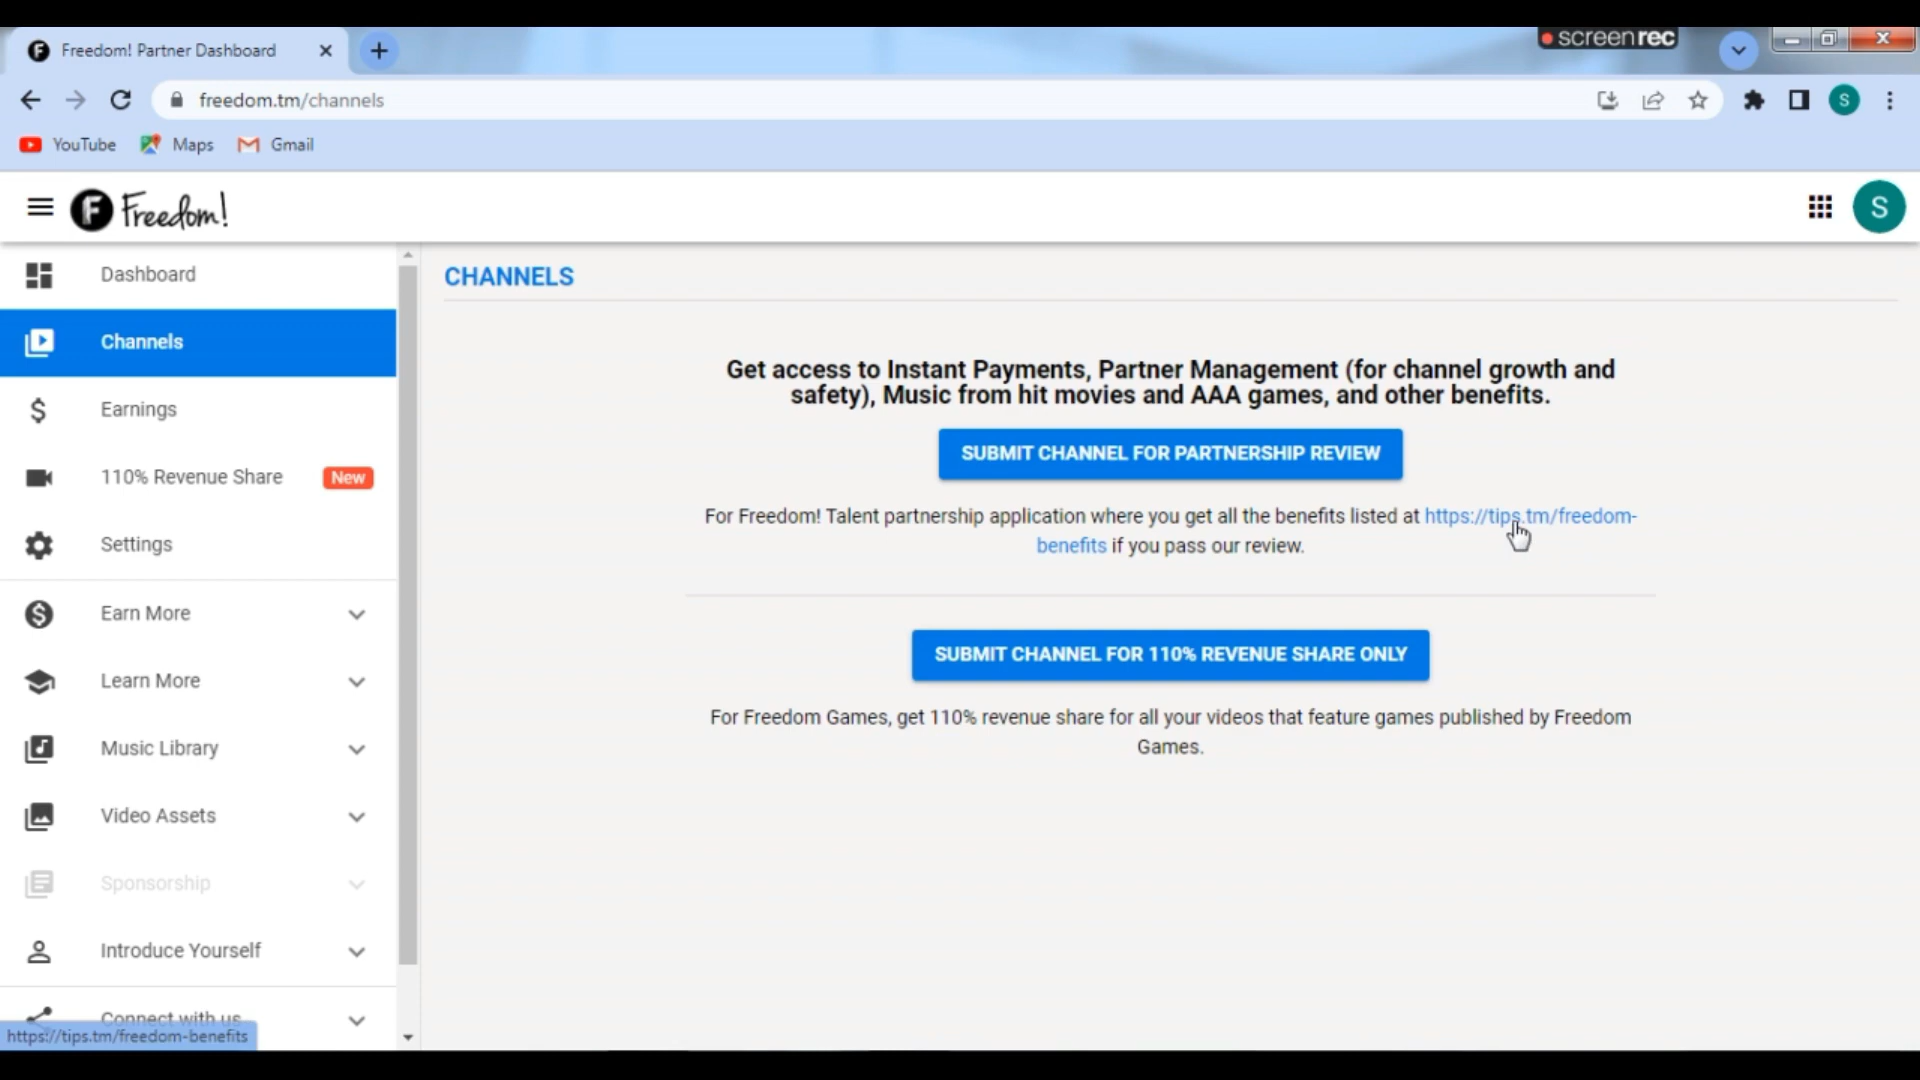 Freedom! Partner Dashboard
screenrec
freedom.tm/channels
S
YouTube
Maps
Gmail
F Freedom!
S
Dashboard
Channels
Earnings
110% Revenue Share New
Settings
Earn More
Learn More
Music Library
Video Assets
Sponsorship
Introduce Yourself
Connect with us
https://tips.tm/freedom-benefits
CHANNELS
Get access to Instant Payments, Partner Management (for channel growth and
safety), Music from hit movies and AAA games, and other benefits.
SUBMIT CHANNEL FOR PARTNERSHIP REVIEW
For Freedom! Talent partnership application where you get all the benefits listed at https://tips.tm/freedom-
benefits if you pass our review.
SUBMIT CHANNEL FOR 110% REVENUE SHARE ONLY
For Freedom Games, get 110% revenue share for all your videos that feature games published by Freedom
Games.